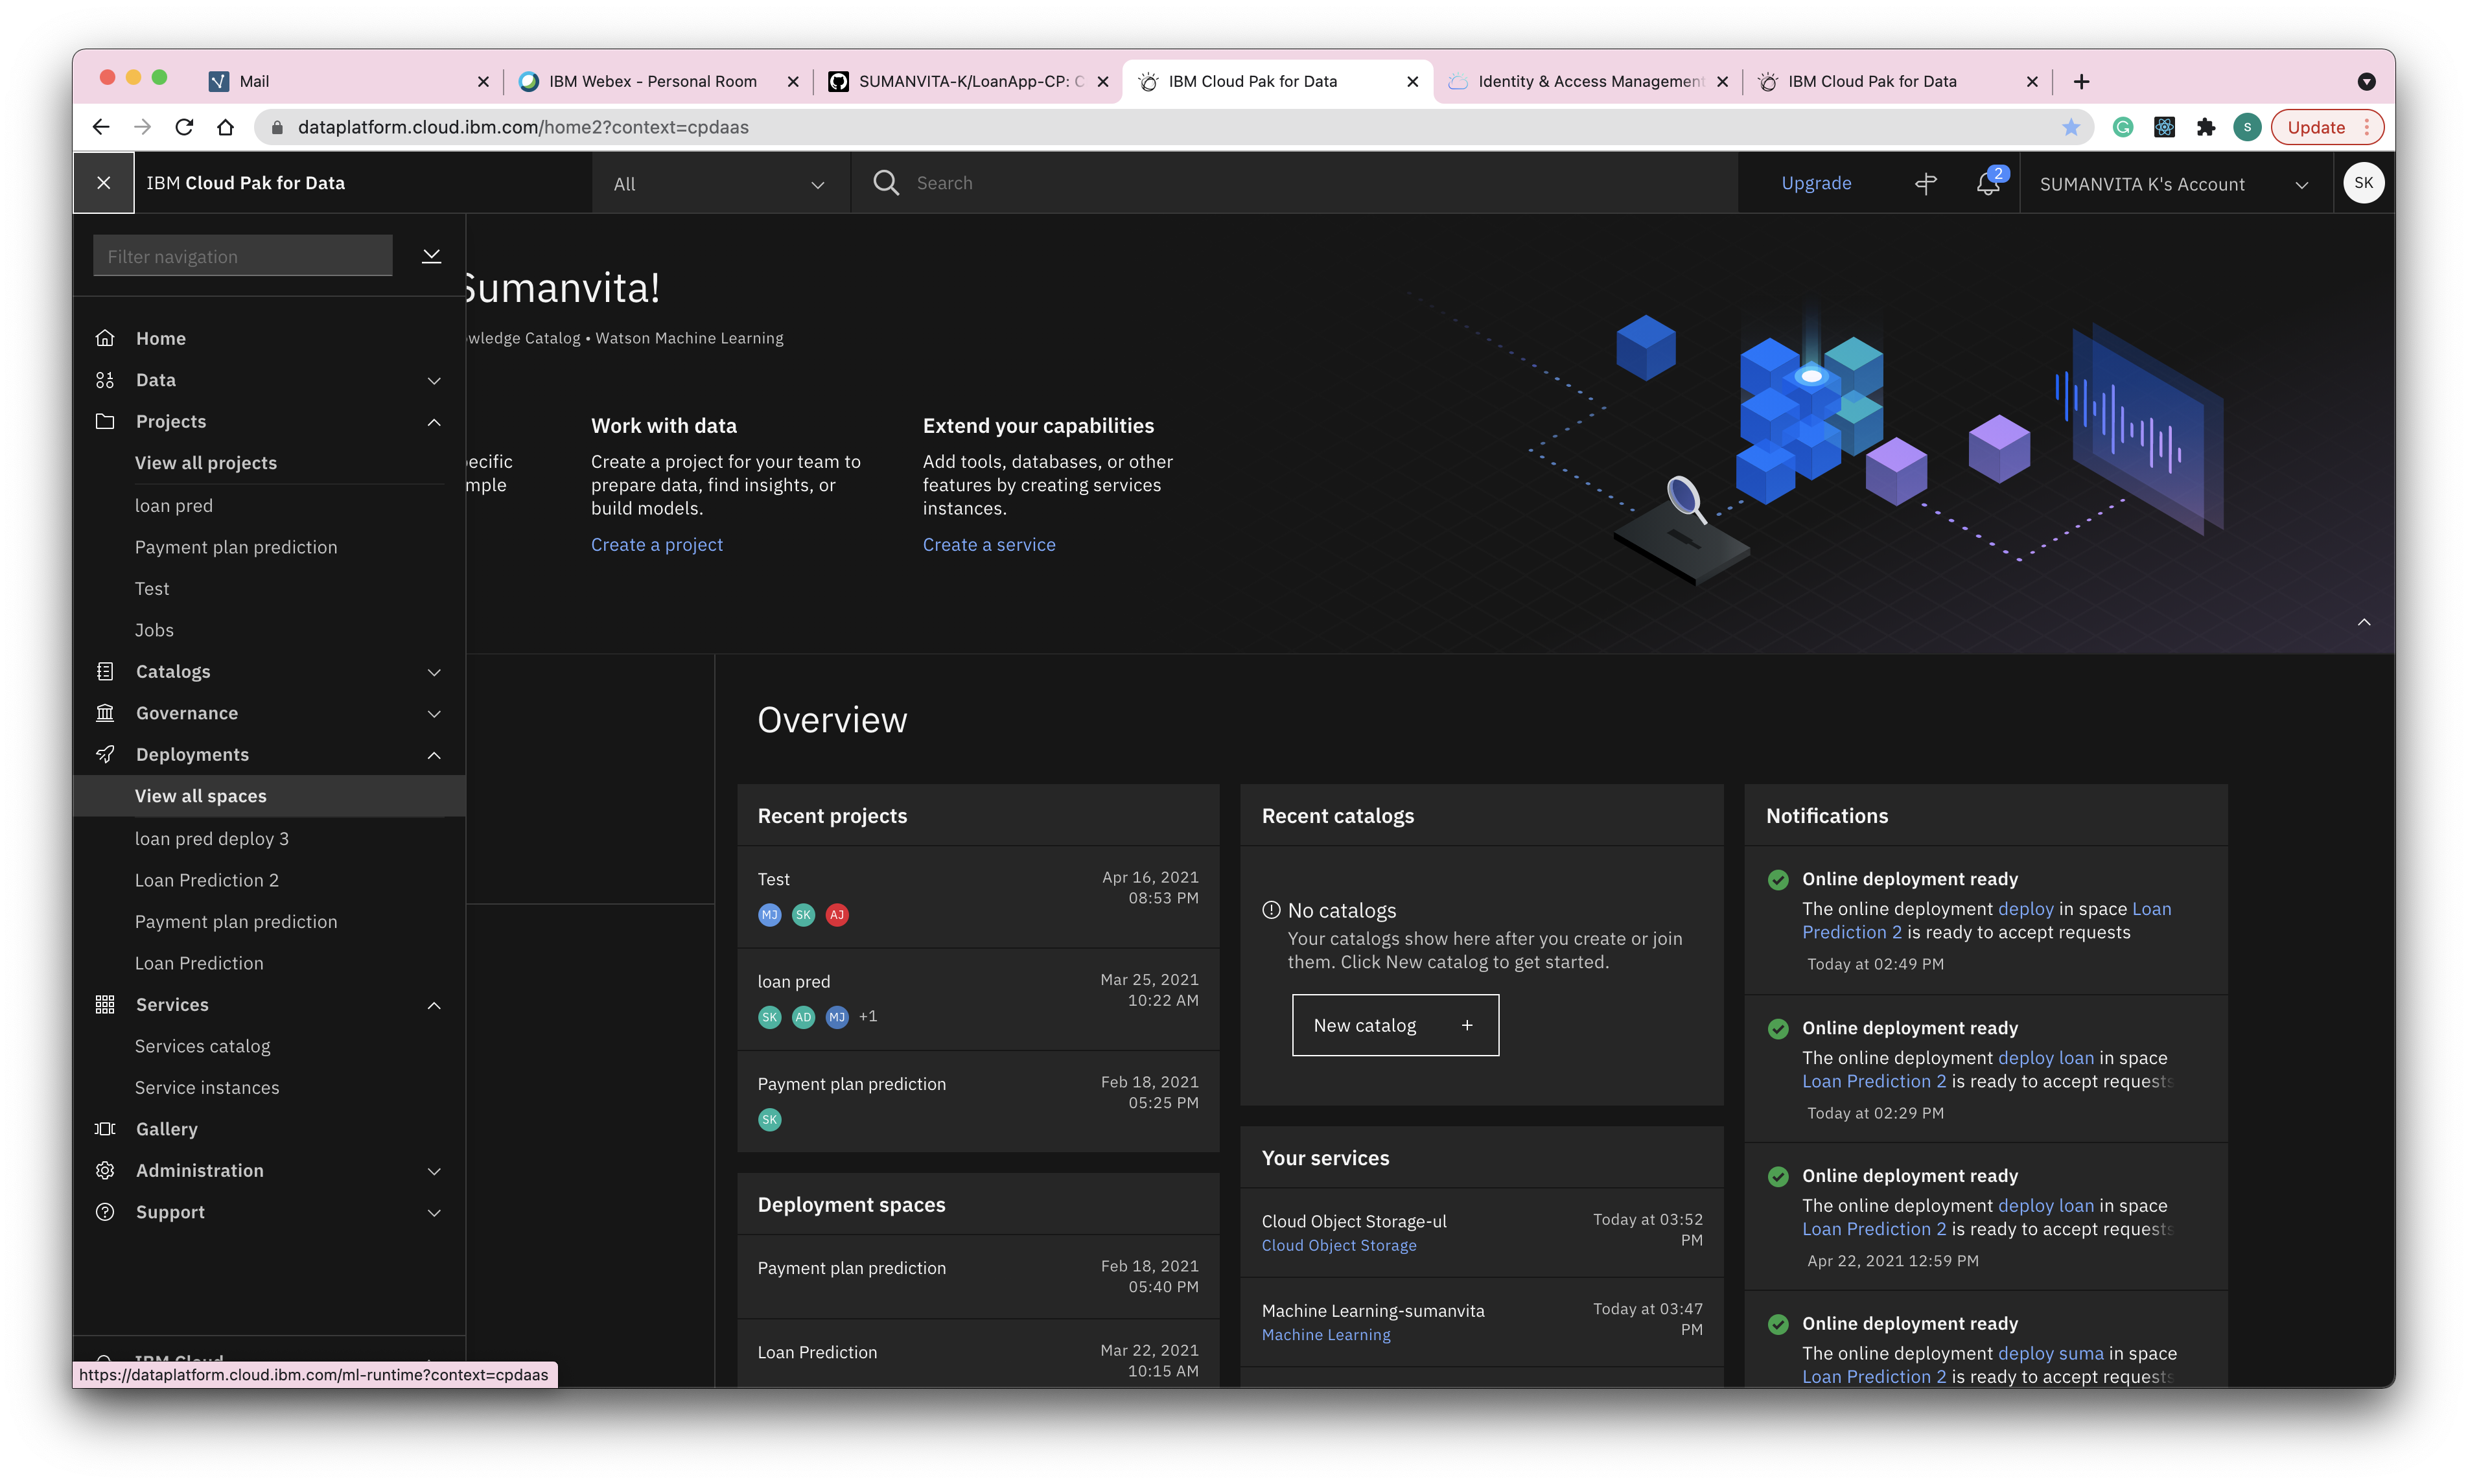 Mail
IBM Webex - Personal Room
SUMANVITA-K/LoanApp-CP: C
IBM Cloud Pak for Data
Identity & Access Management
IBM Cloud Pak for Data
dataplatform.cloud.ibm.com/home2?context=cpdaas
S
Update
IBM Cloud Pak for Data
All
Search
Upgrade
2
SUMANVITA K's Account
SK
Filter navigation
Home
Data
Projects
View all projects
loan pred
Payment plan prediction
Test
Jobs
Catalogs
Governance
Deployments
View all spaces
loan pred deploy 3
Loan Prediction 2
Payment plan prediction
Loan Prediction
Services
Services catalog
Service instances
Gallery
Administration
Support
IBM Cloud
https://dataplatform.cloud.ibm.com/ml-runtime?context=cpdaas
Sumanvita!
wledge Catalog • Watson Machine Learning
ecific
mple
Work with data
Create a project for your team to
prepare data, find insights, or
build models.
Create a project
Extend your capabilities
Add tools, databases, or other
features by creating services
instances.
Create a service
Overview
Recent projects
Test
Apr 16, 2021
08:53 PM
MJ SK AJ
loan pred
Mar 25, 2021
10:22 AM
SK AD MJ +1
Payment plan prediction
Feb 18, 2021
05:25 PM
SK
Deployment spaces
Payment plan prediction
Feb 18, 2021
05:40 PM
Loan Prediction
Mar 22, 2021
10:15 AM
Recent catalogs
No catalogs
Your catalogs show here after you create or join
them. Click New catalog to get started.
New catalog +
Your services
Cloud Object Storage-ul
Cloud Object Storage
Today at 03:52
PM
Machine Learning-sumanvita
Machine Learning
Today at 03:47
PM
Notifications
Online deployment ready
The online deployment deploy in space Loan
Prediction 2 is ready to accept requests
Today at 02:49 PM
Online deployment ready
The online deployment deploy loan in space
Loan Prediction 2 is ready to accept requests
Today at 02:29 PM
Online deployment ready
The online deployment deploy loan in space
Loan Prediction 2 is ready to accept requests
Apr 22, 2021 12:59 PM
Online deployment ready
The online deployment deploy suma in space
Loan Prediction 2 is ready to accept requests